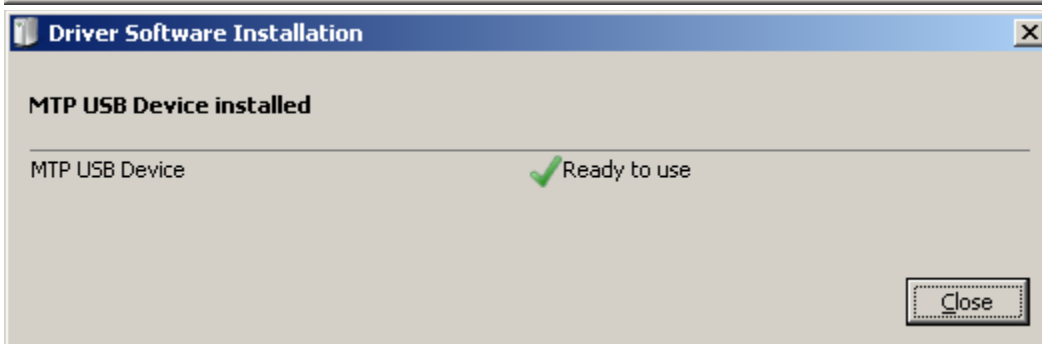 Driver Software Installation
MTP USB Device installed
MTP USB Device Ready to use
Close